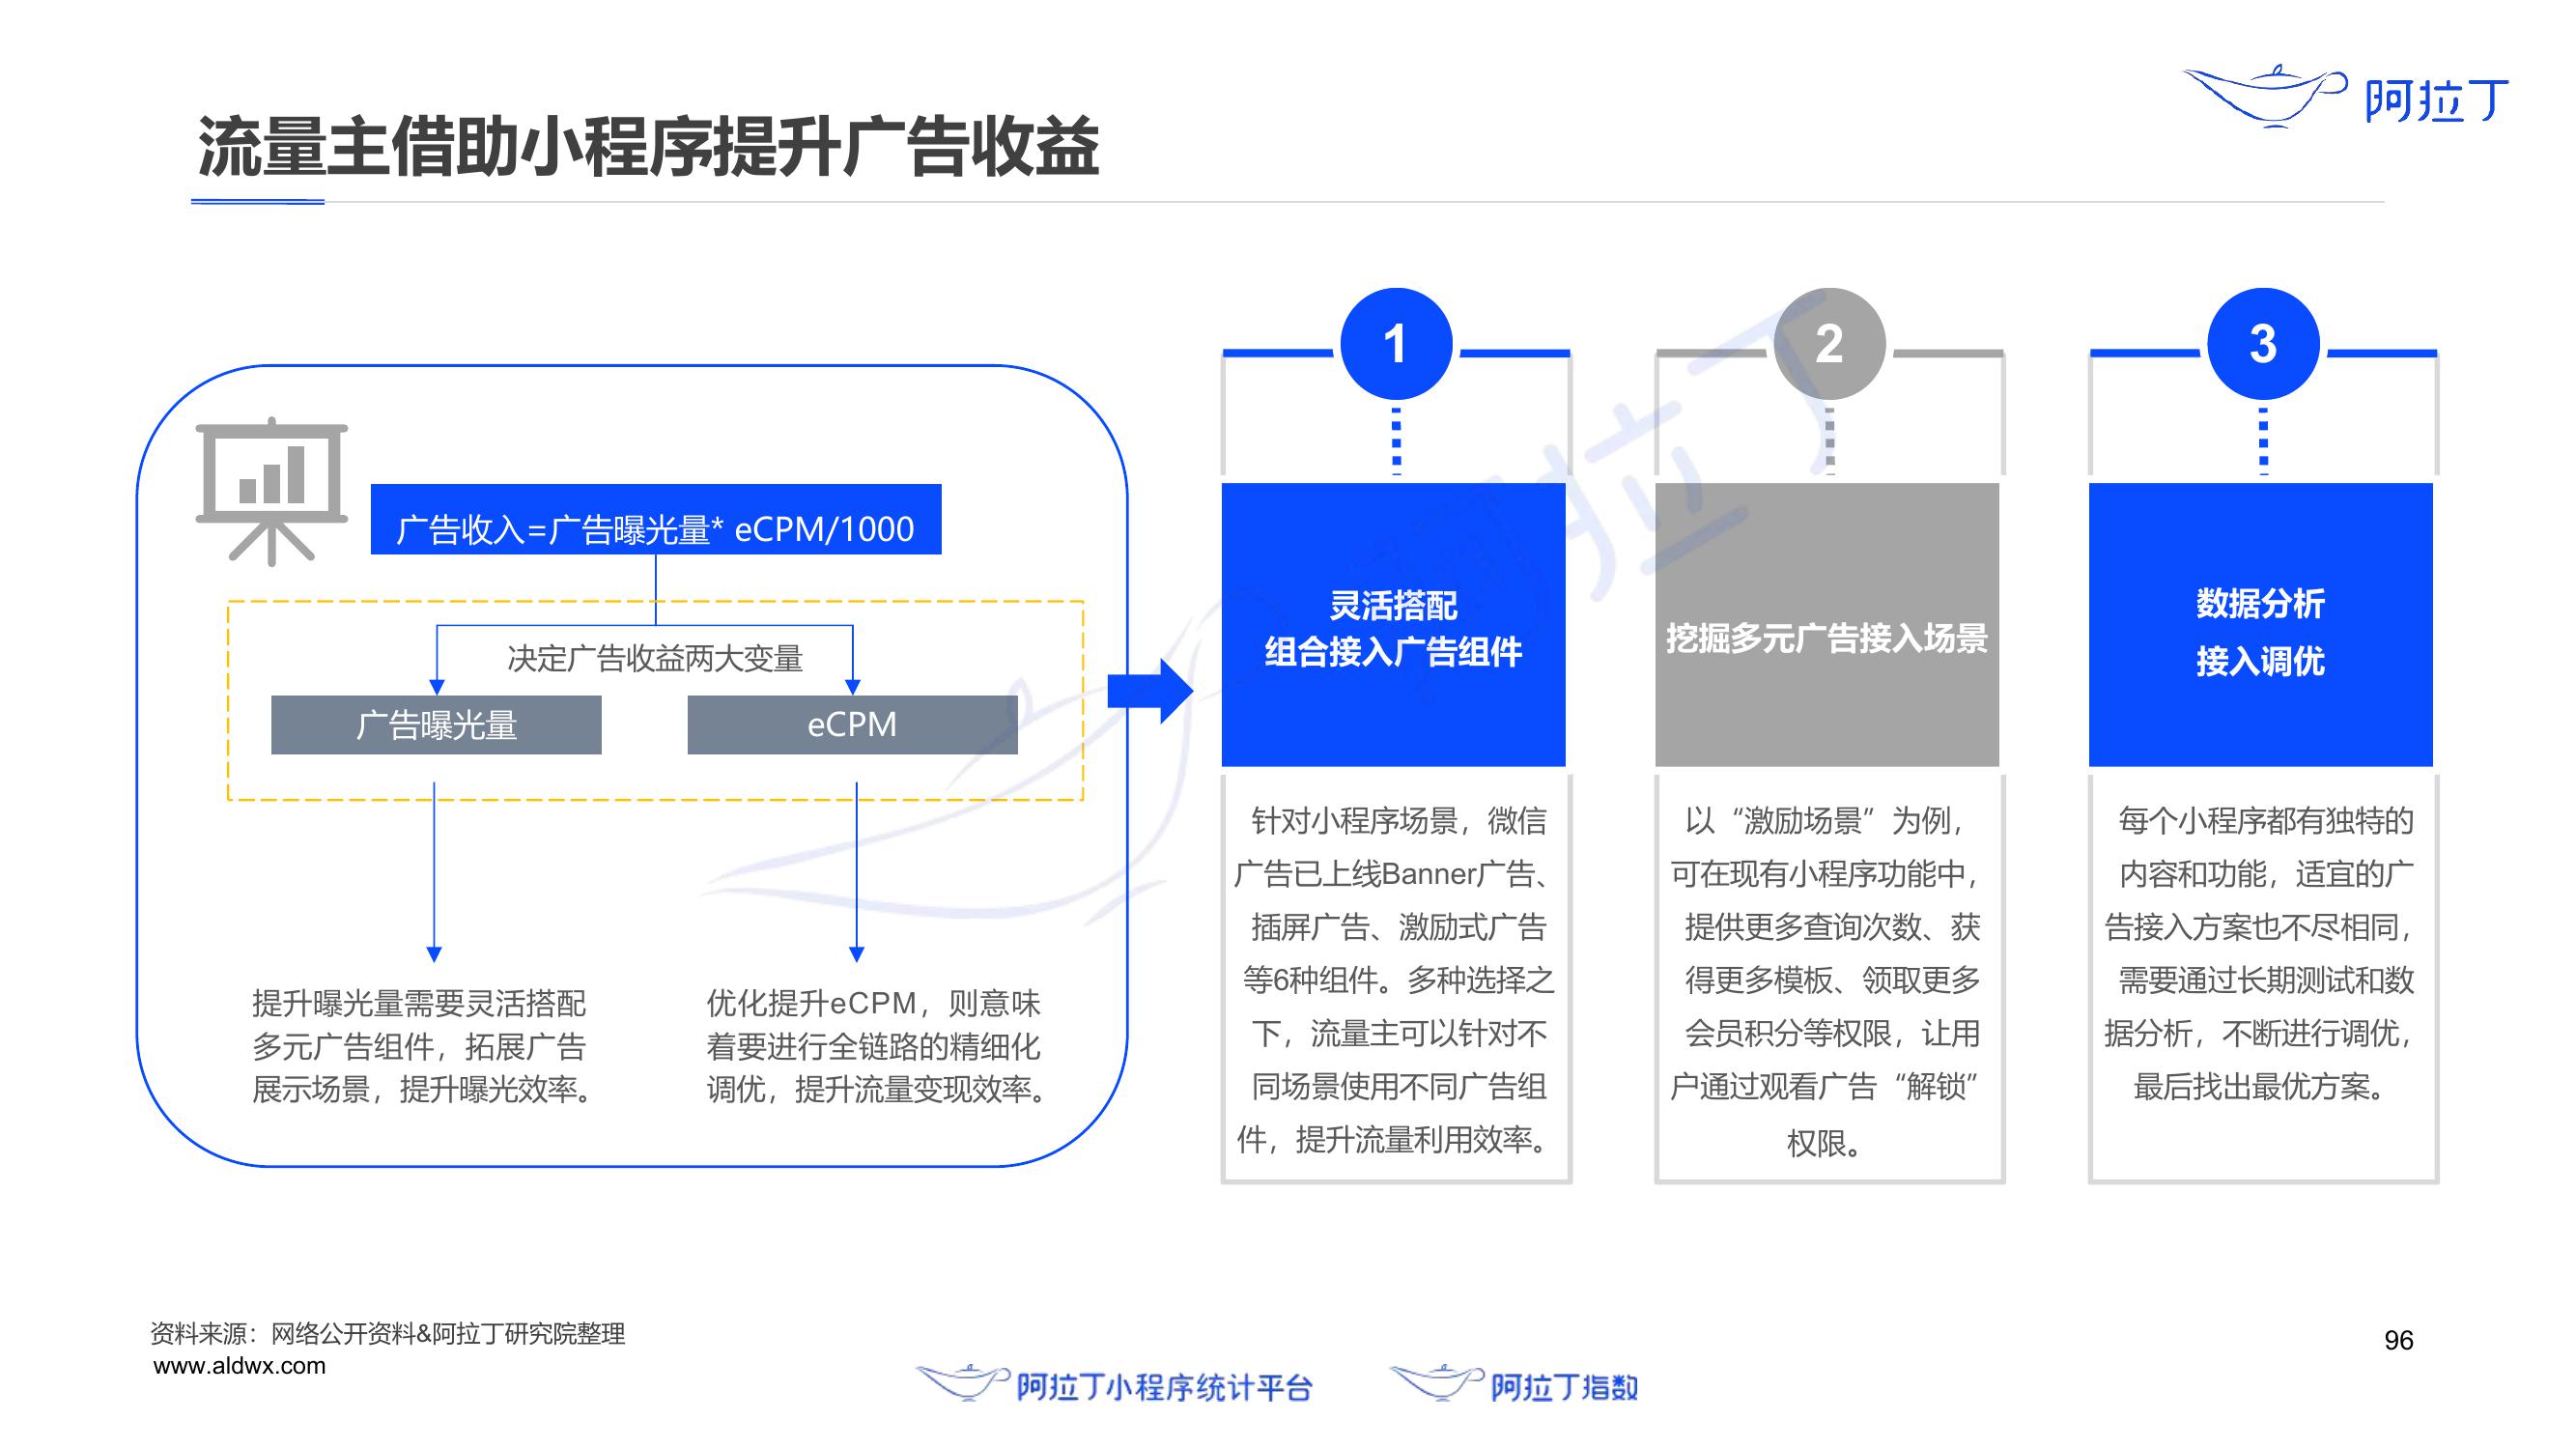 阿拉丁
流量主借助小程序提升广告收益
广告收入=广告曝光量* eCPM/1000
决定广告收益两大变量
广告曝光量
eCPM
提升曝光量需要灵活搭配
多元广告组件，拓展广告
展示场景，提升曝光效率。
优化提升eCPM，则意味
着要进行全链路的精细化
调优，提升流量变现效率。
1
灵活搭配
组合接入广告组件
针对小程序场景，微信
广告已上线Banner广告、
插屏广告、激励式广告
等6种组件。多种选择之
下，流量主可以针对不
同场景使用不同广告组
件，提升流量利用效率。
2
挖掘多元广告接入场景
以“激励场景”为例，
可在现有小程序功能中，
提供更多查询次数、获
得更多模板、领取更多
会员积分等权限，让用
户通过观看广告“解锁”
权限。
3
数据分析
接入调优
每个小程序都有独特的
内容和功能，适宜的广
告接入方案也不尽相同，
需要通过长期测试和数
据分析，不断进行调优，
最后找出最优方案。
阿拉丁
资料来源：网络公开资料&阿拉丁研究院整理
www.aldwx.com
阿拉丁小程序统计平台
阿拉丁指数
96